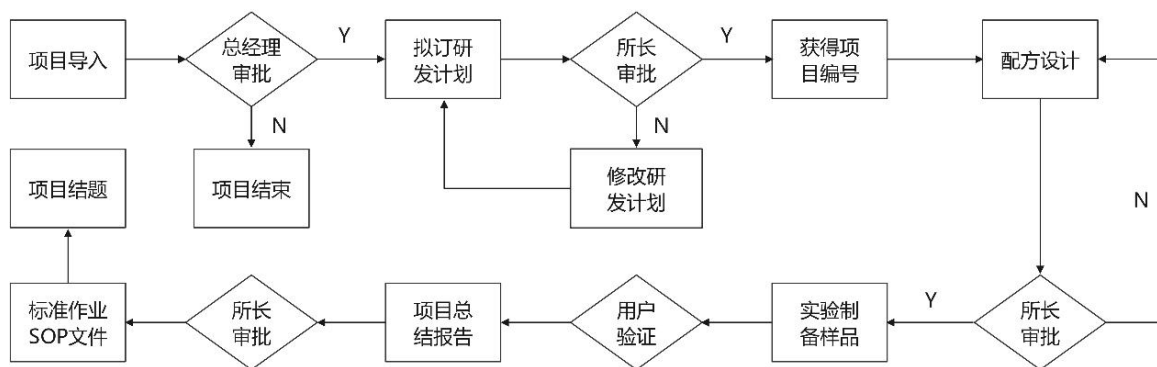 项目导入
总经理
审批
Y
拟订研
发计划
所长
审批
Y
获得项
目编号
配方设计
N
N
项目结题
项目结束
修改研
发计划
N
标准作业
SOP文件
所长
审批
项目总
结报告
用户
验证
实验制
备样品
Y
所长
审批